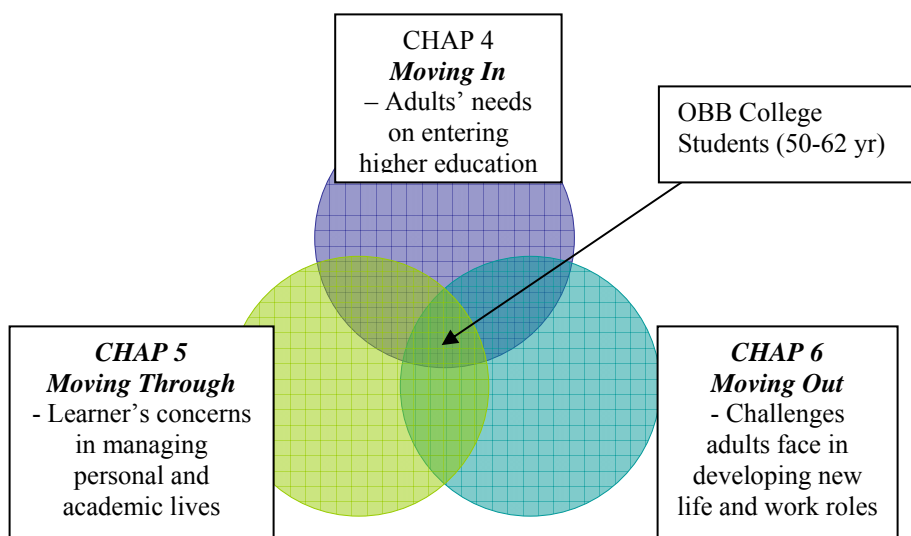 CHAP 4
Moving In
– Adults' needs
on entering
higher education
OBB College
Students (50-62 yr)
CHAP 5
Moving Through
- Learner's concerns
in managing
personal and
academic lives
CHAP 6
Moving Out
- Challenges
adults face in
developing new
life and work roles